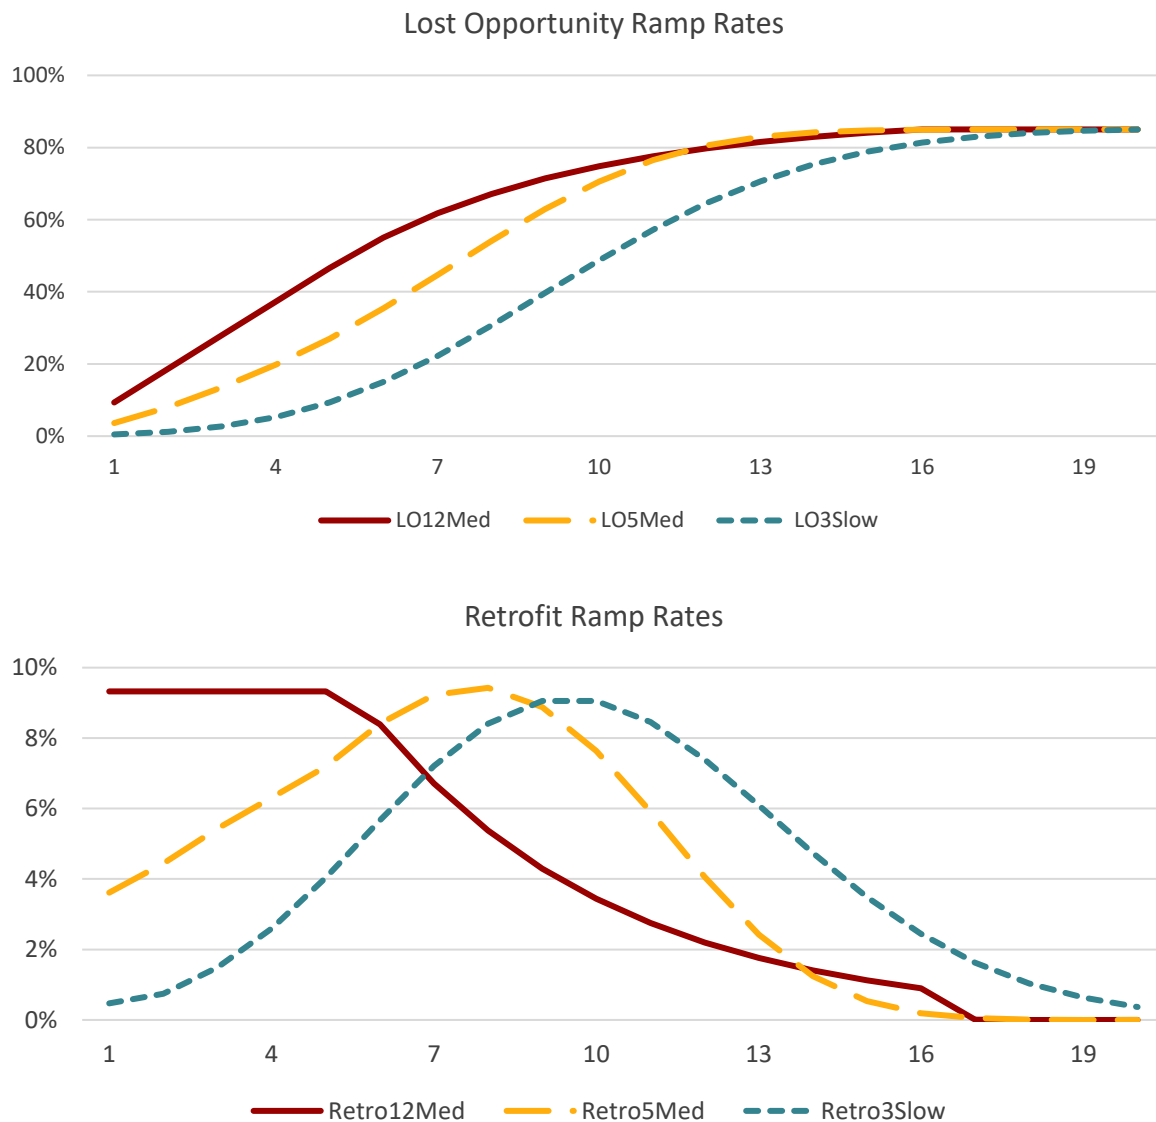 Lost Opportunity Ramp Rates
100%
80%
60%
40%
20%
0%
1 4 7 10 13 16 19
LO12Med LO5Med LO3Slow
Retrofit Ramp Rates
10%
8%
6%
4%
2%
0%
1 4 7 10 13 16 19
Retro12Med Retro5Med Retro3Slow